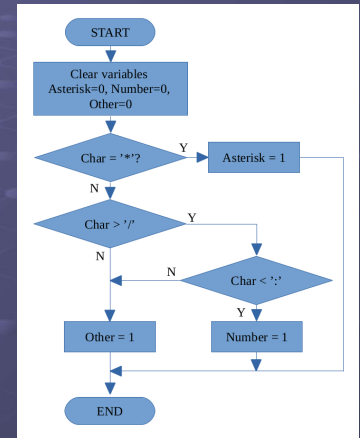 START
Clear variables
Asterisk=0, Number=0,
Other=0
Char = ’*’?
Y
Asterisk = 1
N
Char > ’/’
Y
N
N
Char < ’:’
Y
Other = 1
Number = 1
END